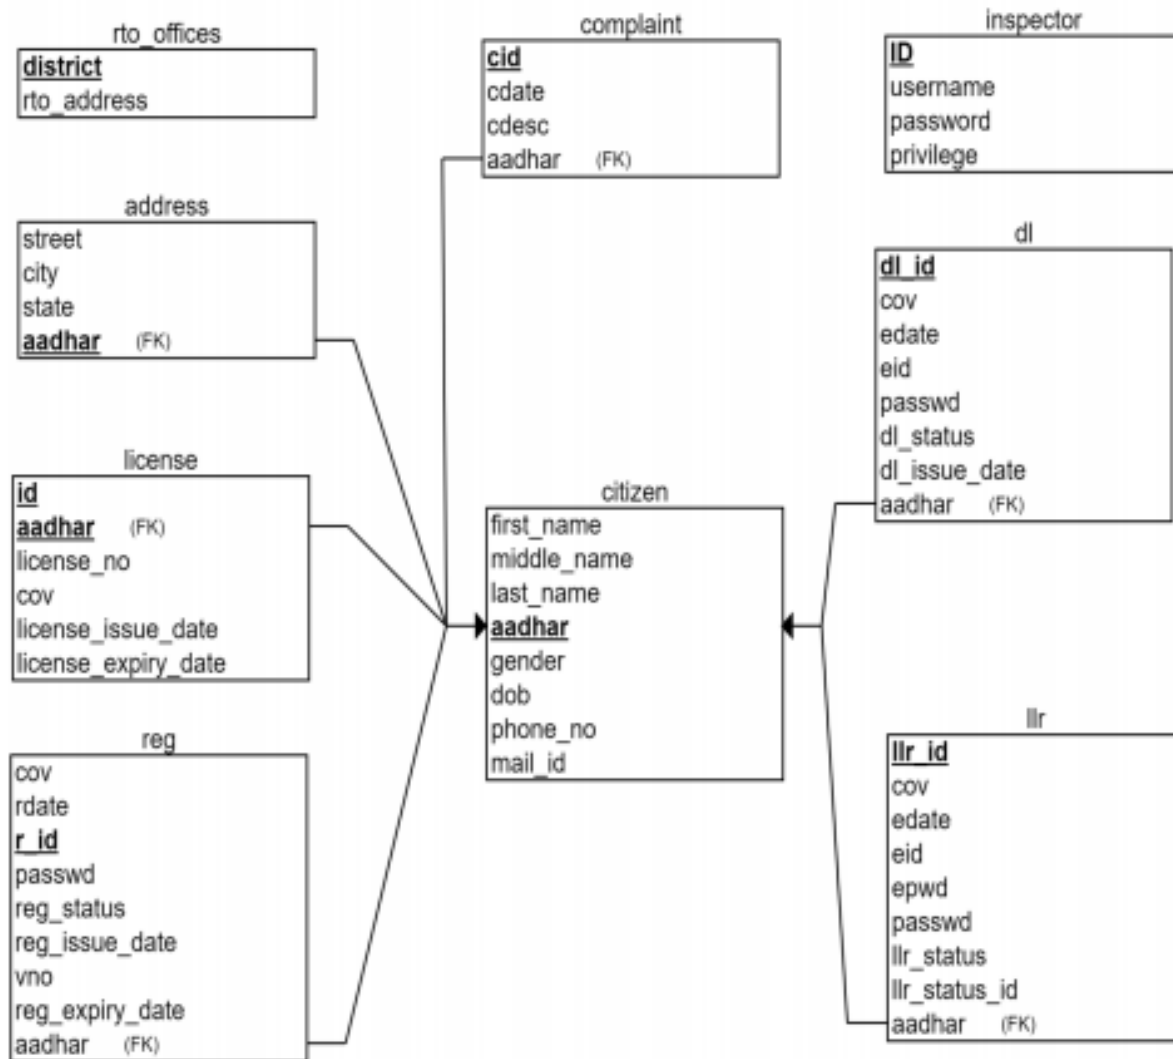 rto_offices
district
rto_address
complaint
cid
cdate
cdesc
aadhar (FK)
inspector
ID
username
password
privilege
address
street
city
state
aadhar (FK)
dl
dl_id
cov
edate
eid
passwd
dl_status
dl_issue_date
aadhar (FK)
license
id
aadhar (FK)
license_no
cov
license_issue_date
license_expiry_date
citizen
first_name
middle_name
last_name
aadhar
gender
dob
phone_no
mail_id
reg
cov
rdate
r_id
passwd
reg_status
reg_issue_date
vno
reg_expiry_date
aadhar (FK)
llr
llr_id
cov
edate
eid
epwd
passwd
llr_status
llr_status_id
aadhar (FK)